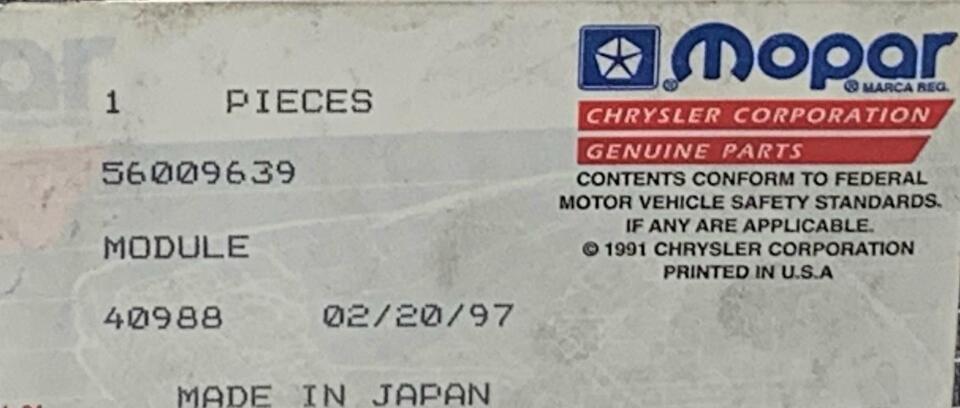 1 PIECES
56009639
MODULE
40988 02/20/97
MADE IN JAPAN
® Mopar
® MARCA REG.
CHRYSLER CORPORATION
GENUINE PARTS
CONTENTS CONFORM TO FEDERAL
MOTOR VEHICLE SAFETY STANDARDS.
IF ANY ARE APPLICABLE.
© 1991 CHRYSLER CORPORATION
PRINTED IN U.S.A
ar